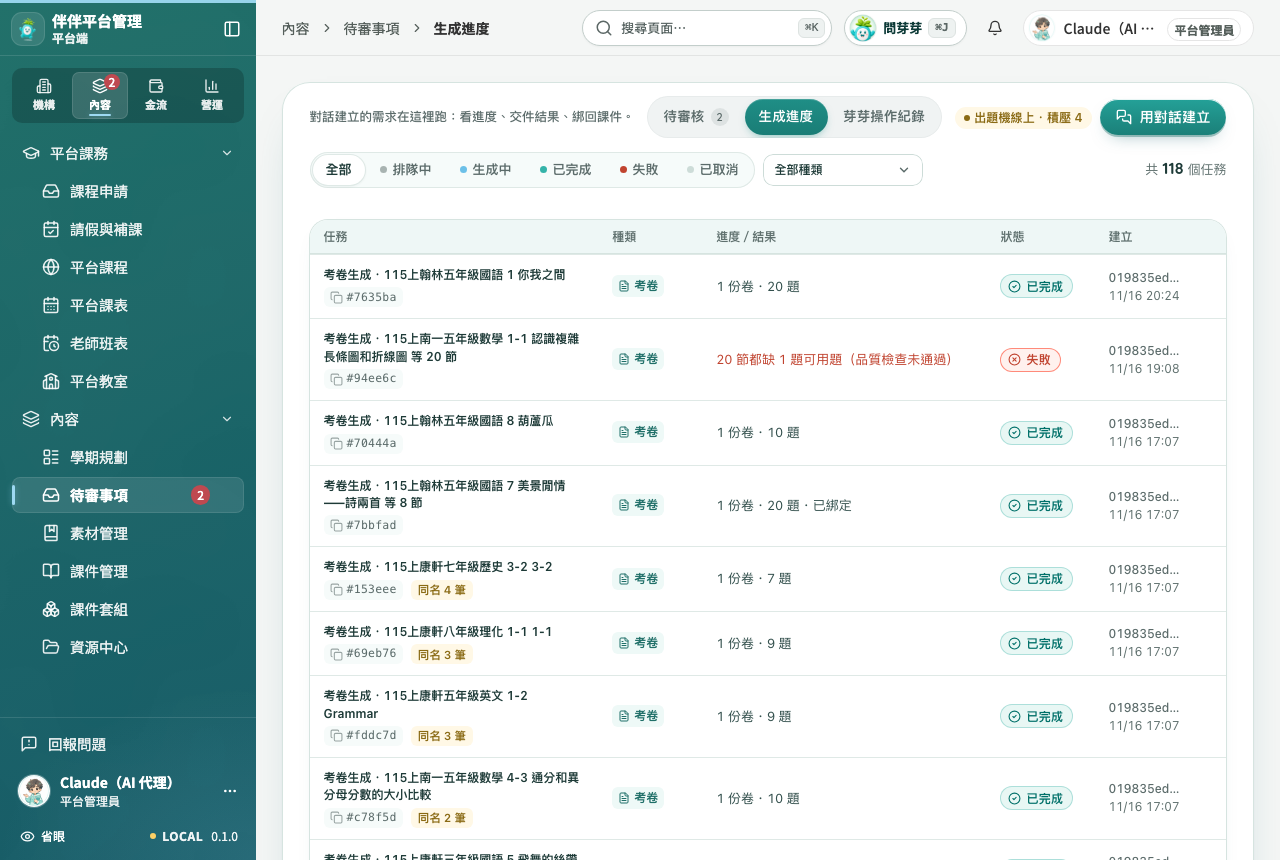 伴伴平台管理
平台端
機構
內容
2
金流
營運
平台課務
課程申請
請假與補課
平台課程
平台課表
老師班表
平台教室
內容
學期規劃
待審事項
2
素材管理
課件管理
課件套組
資源中心
回報問題
Claude（AI 代理）
平台管理員
省眼
LOCAL 0.1.0
內容
待審事項
生成進度
搜尋頁面…
⌘K
問芽芽
⌘J
Claude（AI …
平台管理員
對話建立的需求在這裡跑：看進度、交件結果、綁回課件。
待審核 2
生成進度
芽芽操作紀錄
出題機線上 · 積壓 4
用對話建立
全部
排隊中
生成中
已完成
失敗
已取消
全部種類
共 118 個任務
任務
種類
進度 / 結果
狀態
建立
考卷生成 · 115上翰林五年級國語 1 你我之間
#7635ba
考卷
1 份卷 · 20 題
已完成
019835ed…
11/16 20:24
考卷生成 · 115上南一五年級數學 1-1 認識複雜
長條圖和折線圖 等 20 節
#94ee6c
考卷
20 節都缺 1 題可用題（品質檢查未通過）
失敗
019835ed…
11/16 19:08
考卷生成 · 115上翰林五年級國語 8 葫蘆瓜
#70444a
考卷
1 份卷 · 10 題
已完成
019835ed…
11/16 17:07
考卷生成 · 115上翰林五年級國語 7 美景閒情
——詩兩首 等 8 節
#7bbfad
考卷
1 份卷 · 20 題 · 已綁定
已完成
019835ed…
11/16 17:07
考卷生成 · 115上康軒七年級歷史 3-2 3-2
#153eee
同名 4 筆
考卷
1 份卷 · 7 題
已完成
019835ed…
11/16 17:07
考卷生成 · 115上康軒八年級理化 1-1 1-1
#69eb76
同名 3 筆
考卷
1 份卷 · 9 題
已完成
019835ed…
11/16 17:07
考卷生成 · 115上康軒五年級英文 1-2
Grammar
#fddc7d
同名 3 筆
考卷
1 份卷 · 9 題
已完成
019835ed…
11/16 17:07
考卷生成 · 115上南一五年級數學 4-3 通分和異
分母分數的大小比較
#c78f5d
同名 2 筆
考卷
1 份卷 · 10 題
已完成
019835ed…
11/16 17:07